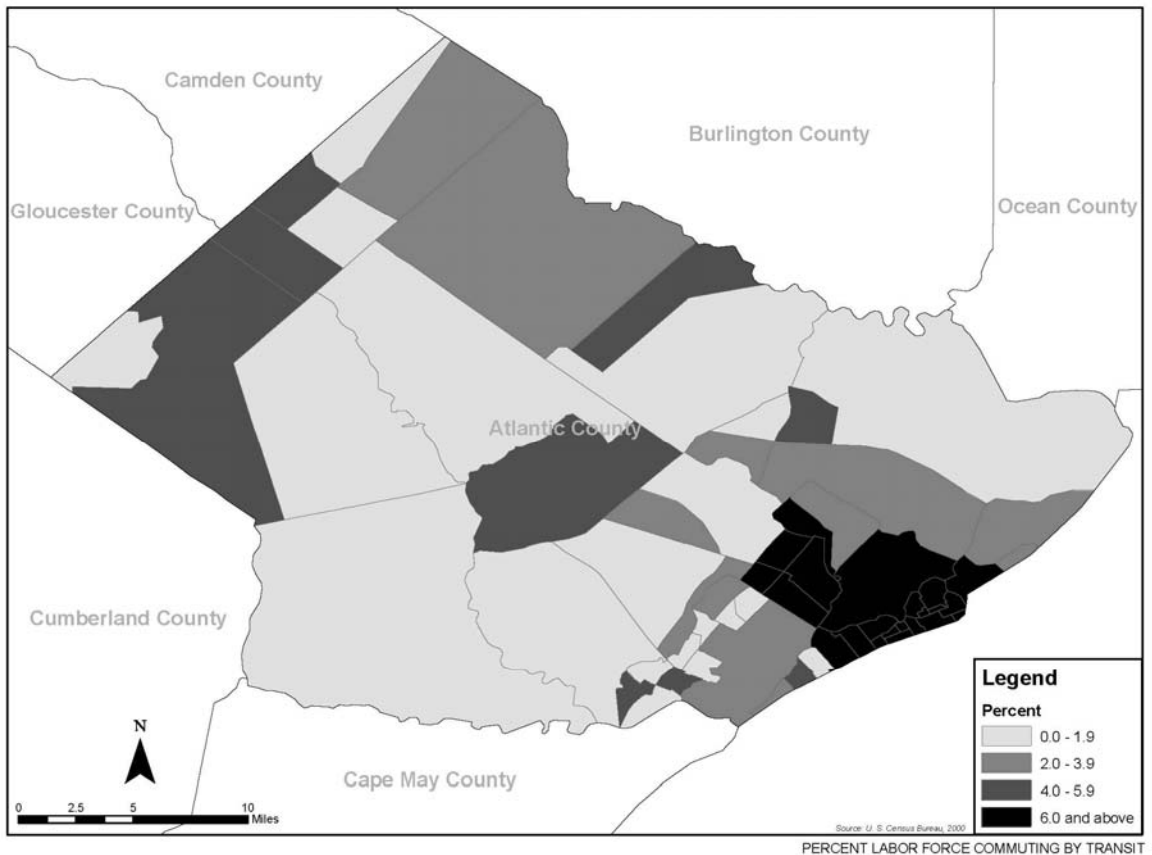 Camden County
Burlington County
Gloucester County
Ocean County
Atlantic County
Cumberland County
Cape May County
N
0 2.5 5 10
Miles
Legend
Percent
0.0 - 1.9
2.0 - 3.9
4.0 - 5.9
6.0 and above
Source: U. S. Census Bureau, 2000
PERCENT LABOR FORCE COMMUTING BY TRANSIT